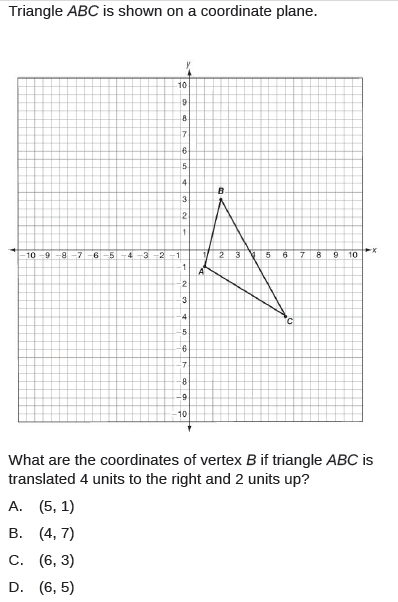 Triangle ABC is shown on a coordinate plane.
y
10
9
8
7
6
5
4
3
2
1
B
-10 -9 -8 -7 -6 -5 -4 -3 -2 -1 1 2 3 4 5 6 7 8 9 10 x
A
-1
-2
-3
-4
C
-5
-6
-7
-8
-9
-10
What are the coordinates of vertex B if triangle ABC is
translated 4 units to the right and 2 units up?
A. (5, 1)
B. (4, 7)
C. (6, 3)
D. (6, 5)